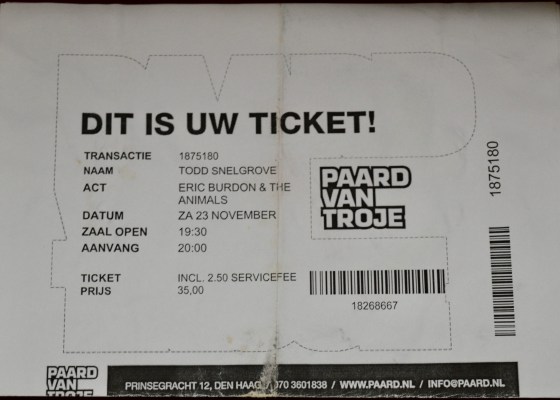 DIT IS UW TICKET!
TRANSACTIE 1875180
NAAM TODD SNELGROVE
ACT ERIC BURDON & THE
ANIMALS
DATUM ZA 23 NOVEMBER
ZAAL OPEN 19:30
AANVANG 20:00
TICKET INCL. 2.50 SERVICEFEE
PRIJS 35,00
PAARD
VAN
TROJE
18268667
1875180
PAARD
VAN
TROJE
PRINSEGRACHT 12, DEN HAAG / 070 3601838 / WWW.PAARD.NL / INFO@PAARD.NL